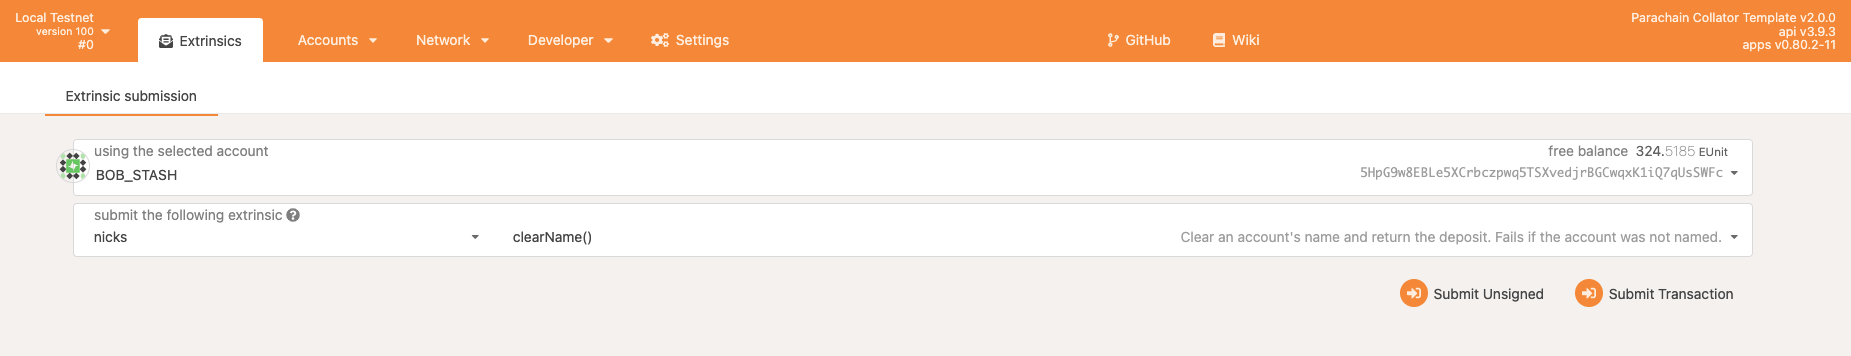 Local Testnet
version 100
#0
Extrinsics
Accounts
Network
Developer
Settings
GitHub
Wiki
Parachain Collator Template v2.0.0
api v3.9.3
apps v0.80.2-11
Extrinsic submission
using the selected account
free balance 324.5185 EUnit
BOB_STASH
5HpG9w8EBLe5XCrbczpwq5TSXvedjrBGCwqxK1iQ7qUsSWFc
submit the following extrinsic
nicks
clearName()
Clear an account's name and return the deposit. Fails if the account was not named.
Submit Unsigned
Submit Transaction